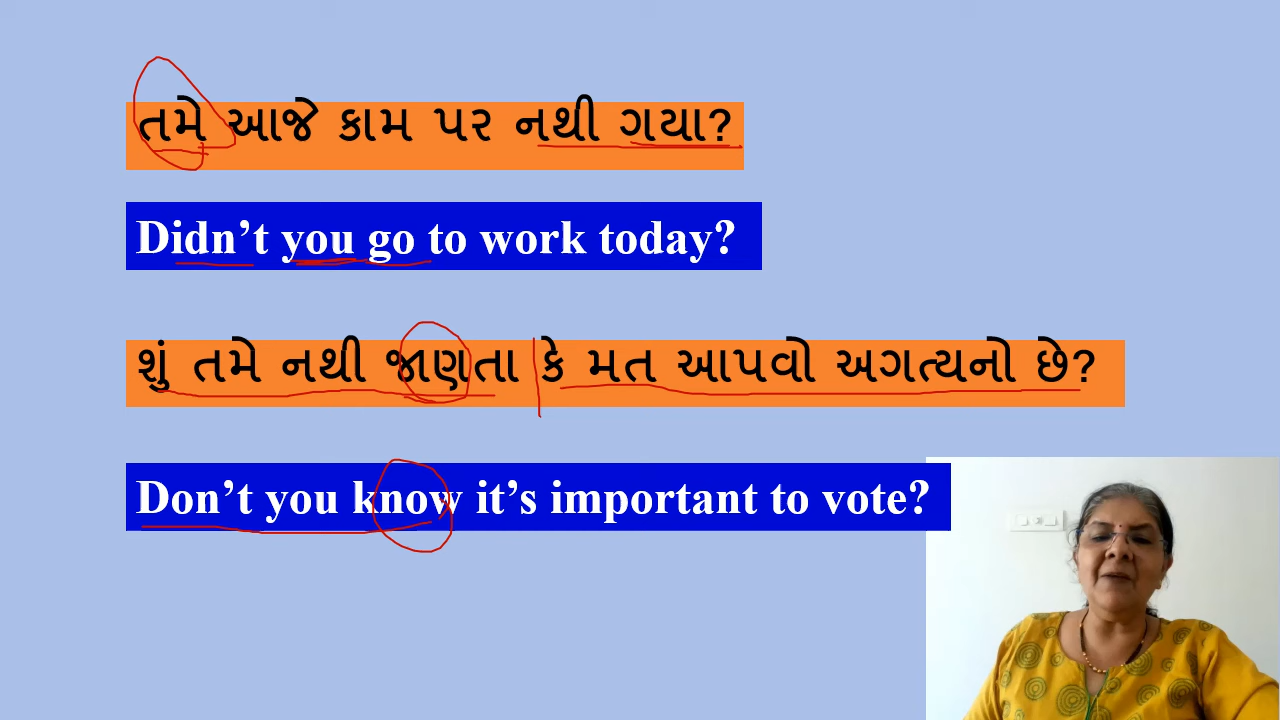 તમે આજે કામ પર નથી ગયા?
Didn’t you go to work today?
શું તમે નથી જાણતા કે મત આપવો અગત્યનો છે?
Don’t you know it’s important to vote?